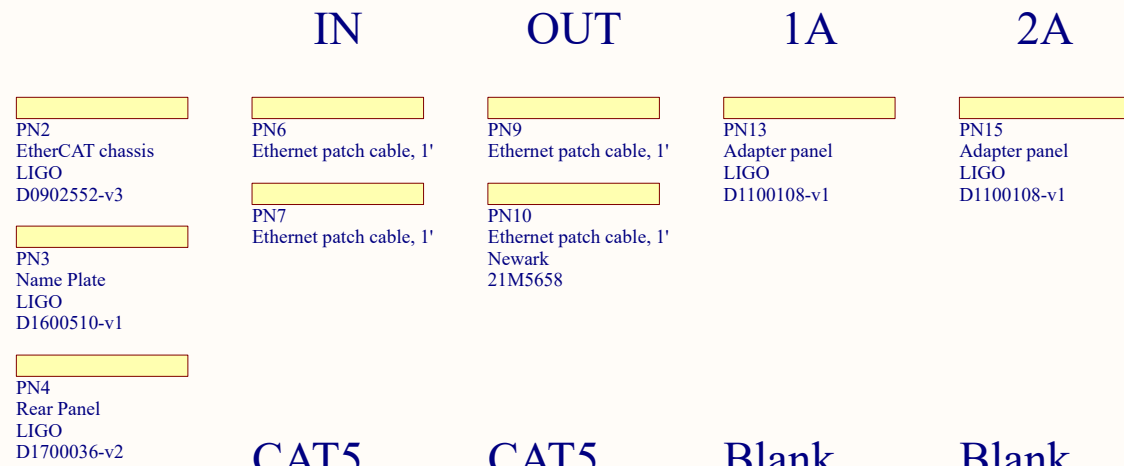 IN
OUT
1A
2A
PN2
EtherCAT chassis
LIGO
D0902552-v3
PN3
Name Plate
LIGO
D1600510-v1
PN4
Rear Panel
LIGO
D1700036-v2
PN6
Ethernet patch cable, 1'
PN7
Ethernet patch cable, 1'
CAT5
PN9
Ethernet patch cable, 1'
PN10
Ethernet patch cable, 1'
Newark
21M5658
CAT5
PN13
Adapter panel
LIGO
D1100108-v1
Blank
PN15
Adapter panel
LIGO
D1100108-v1
Blank